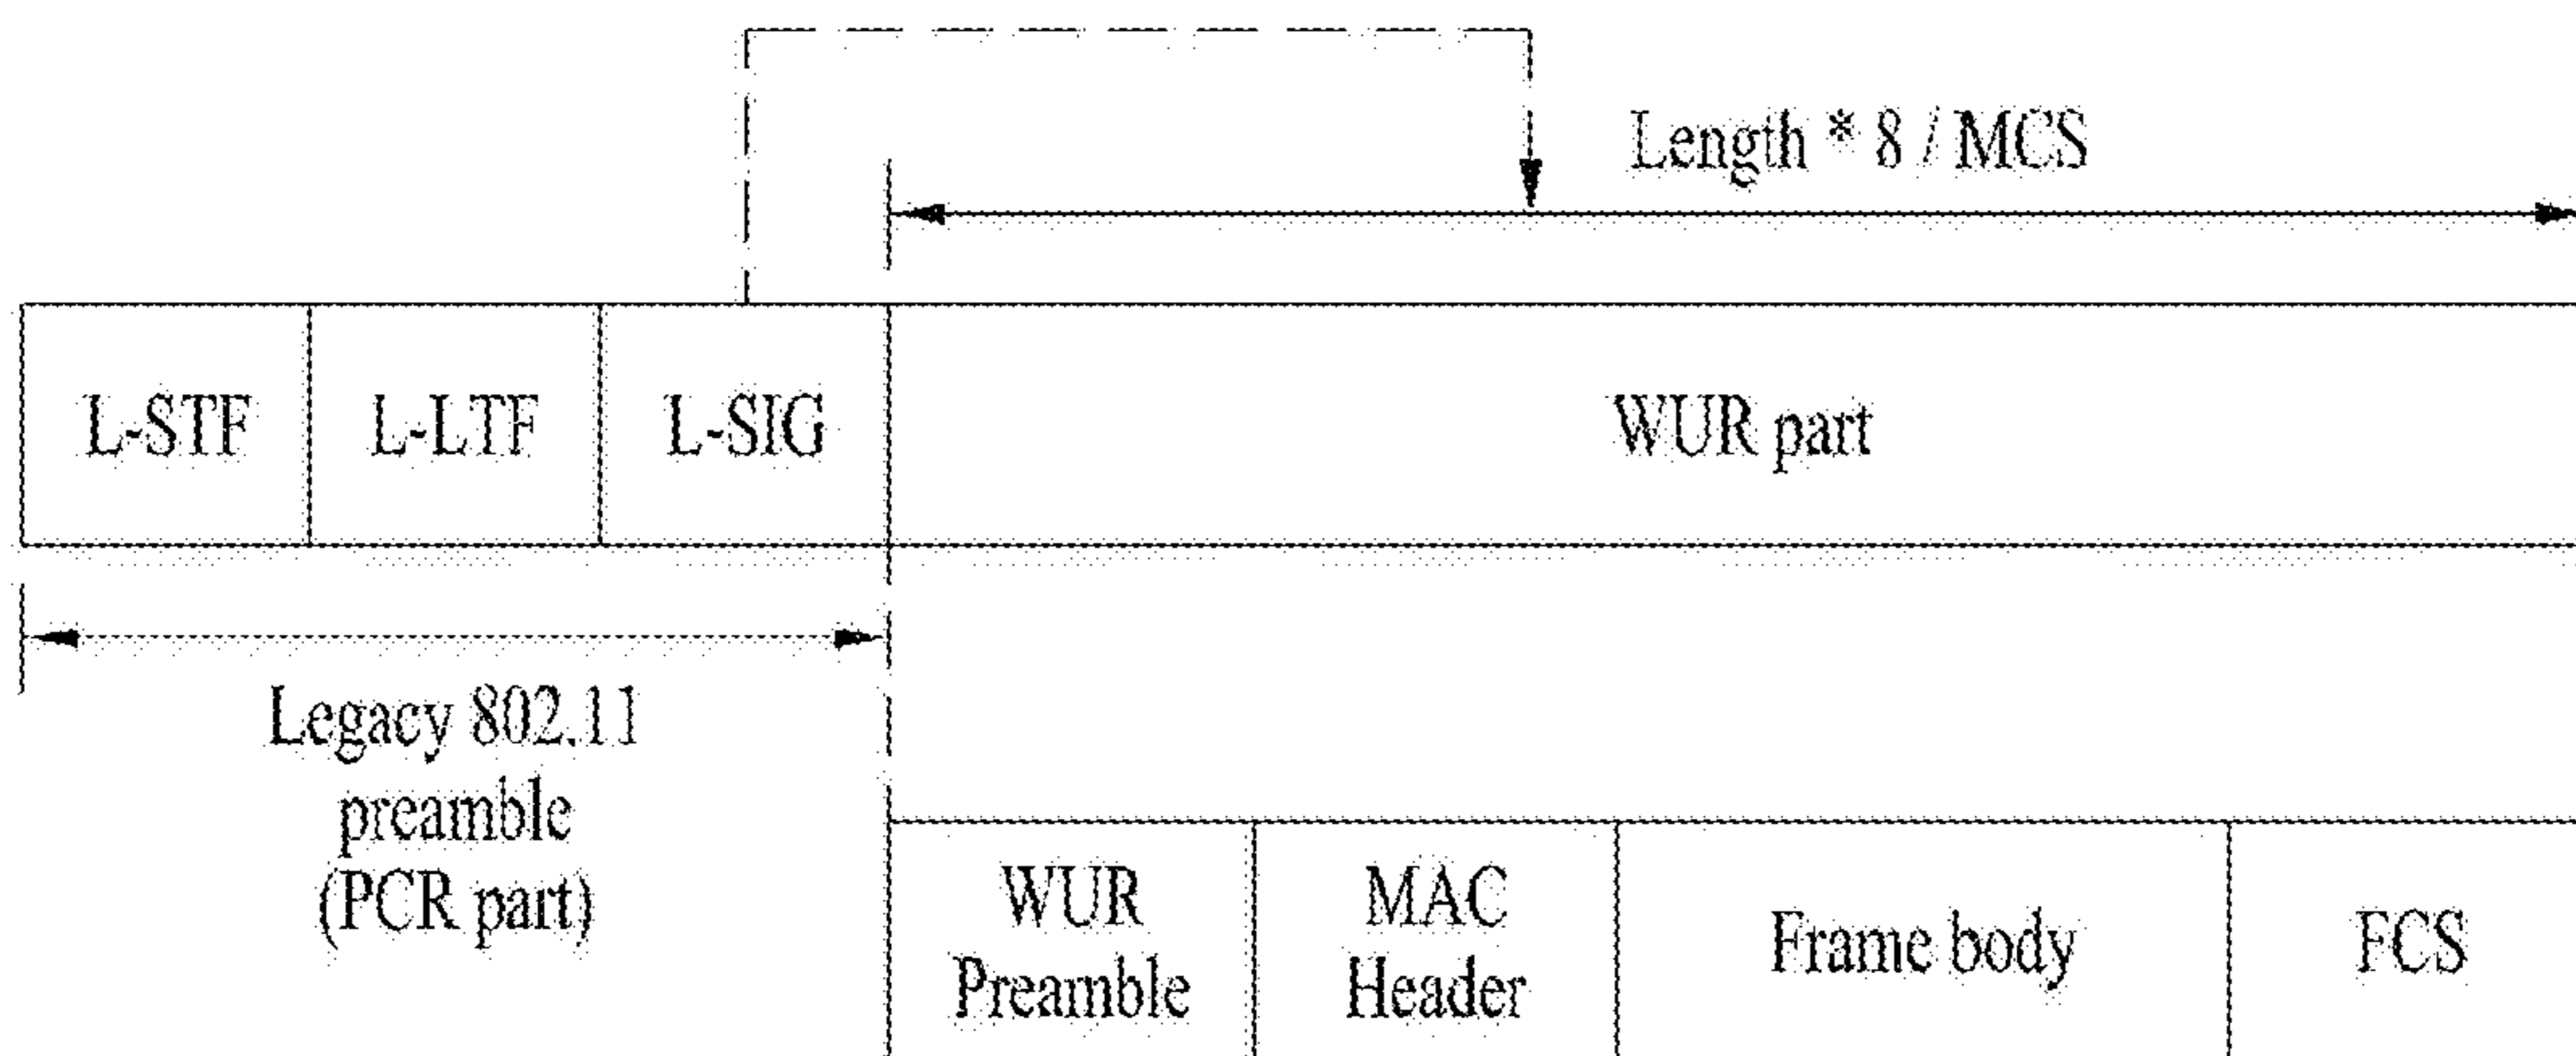 Length * 8 / MCS
L-STF
L-LTF
L-SIG
WUR part
Legacy 802.11
preamble
(PCR part)
WUR
Preamble
MAC
Header
Frame body
FCS